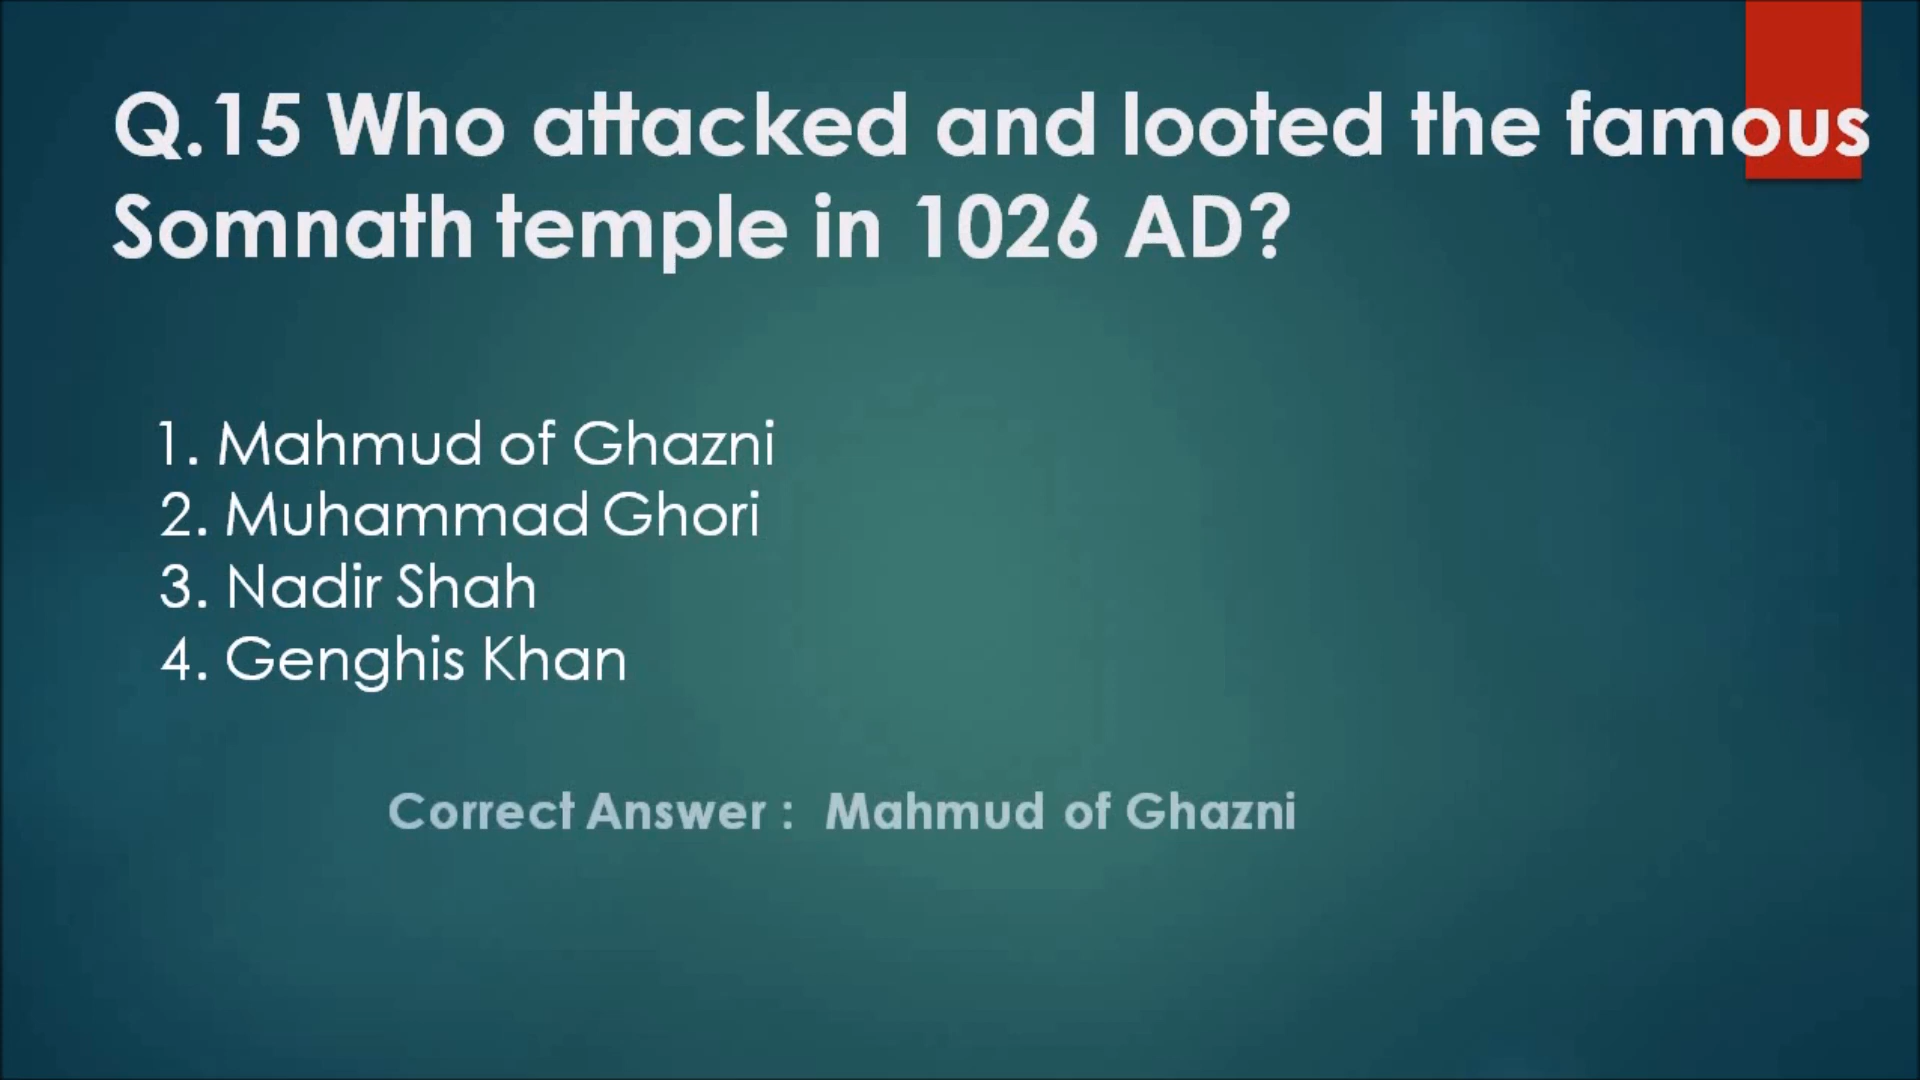 Q.15 Who attacked and looted the famous
Somnath temple in 1026 AD?
1. Mahmud of Ghazni
2. Muhammad Ghori
3. Nadir Shah
4. Genghis Khan
Correct Answer : Mahmud of Ghazni